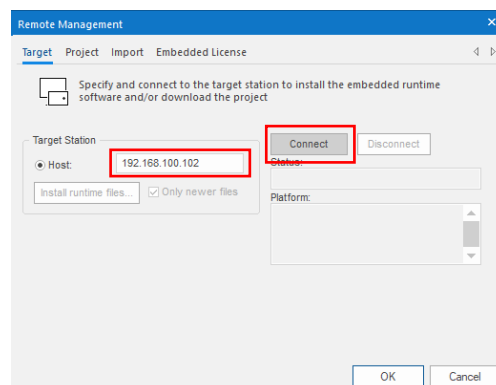 Remote Management
Target Project Import Embedded License
Specify and connect to the target station to install the embedded runtime
software and/or download the project
Target Station
Host: 192.168.100.102
Install runtime files... Only newer files
Connect Disconnect
Status:
Platform:
OK Cancel